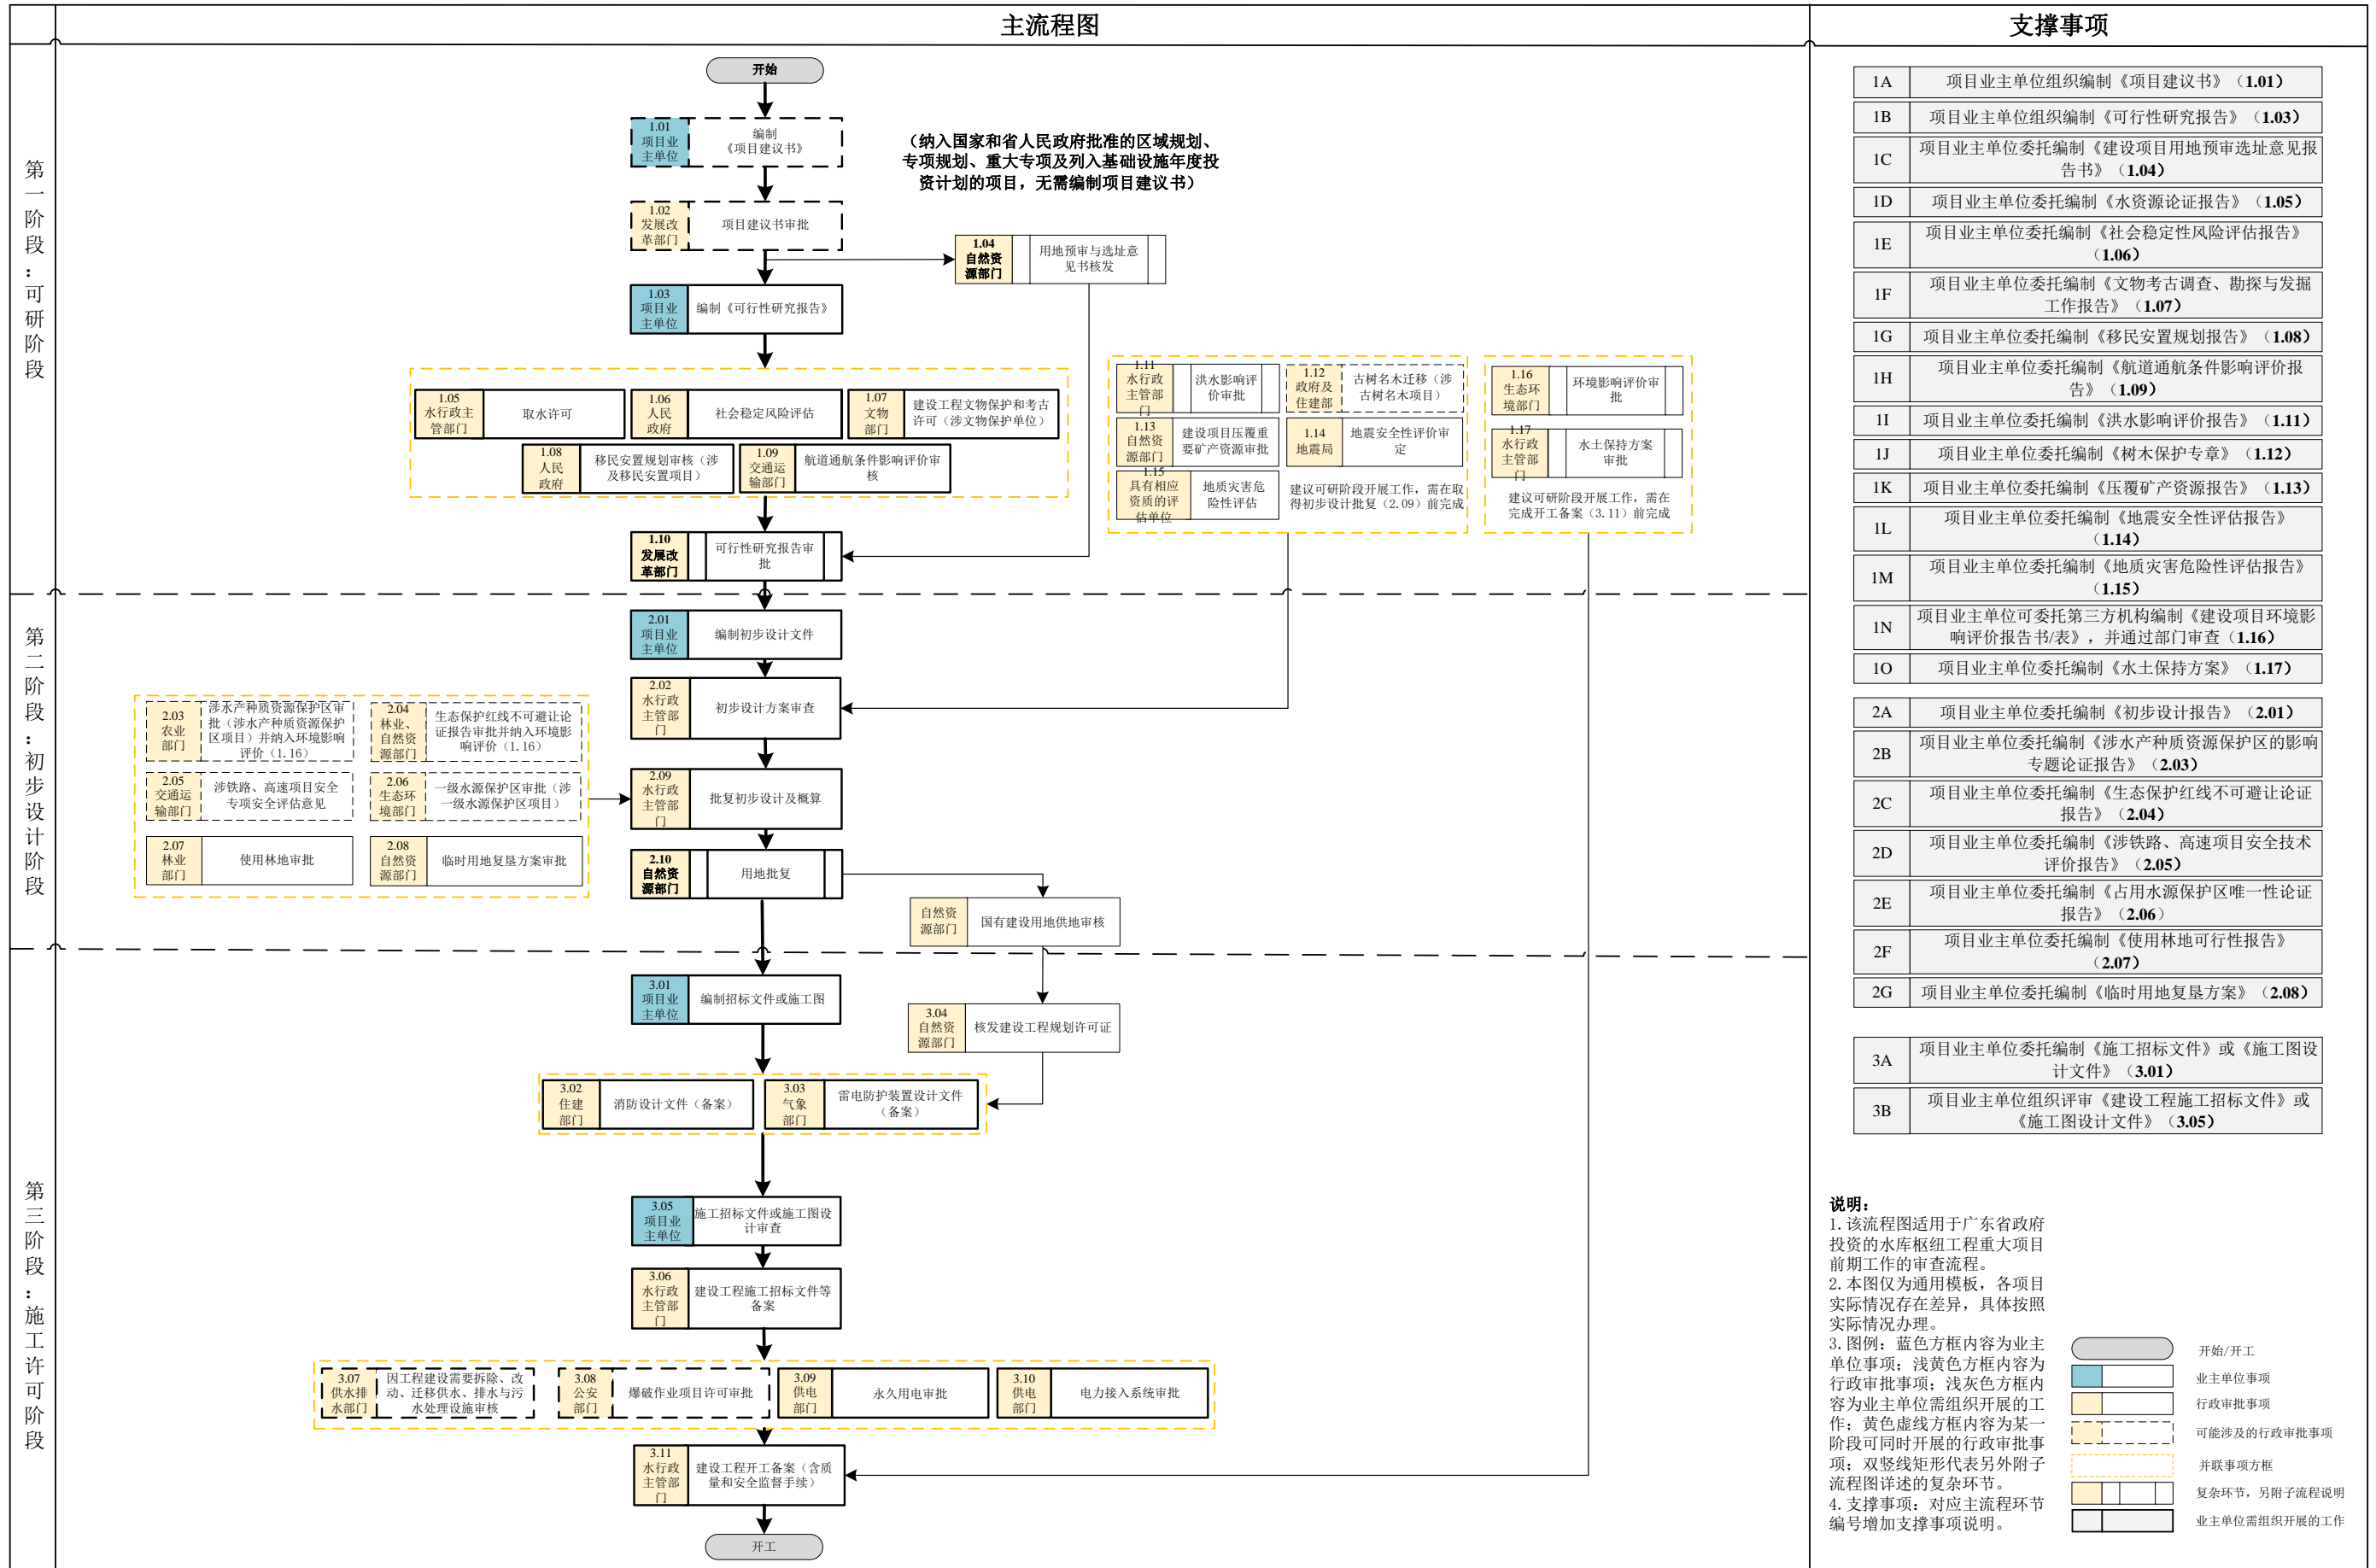 主流程图
支撑事项
第一阶段：可研阶段
开始
1.01
项目业
主单位
编制
《项目建议书》
（纳入国家和省人民政府批准的区域规划、
专项规划、重大专项及列入基础设施年度投
资计划的项目，无需编制项目建议书）
1.02
发展改
革部门
项目建议书审批
1.04
自然资
源部门
用地预审与选址意
见书核发
1.03
项目业
主单位
编制《可行性研究报告》
1.05
水行政主
管部门
取水许可
1.06
人民
政府
社会稳定风险评估
1.07
文物
部门
建设工程文物保护和考古
许可（涉文物保护单位）
1.08
人民
政府
移民安置规划审核（涉
及移民安置项目）
1.09
交通运
输部门
航道通航条件影响评价审
核
1.11
水行政
主管部
门
洪水影响评
价审批
1.12
政府及
住建部
古树名木迁移（涉
古树名木项目）
1.13
自然资
源部门
建设项目压覆重
要矿产资源审批
1.14
地震局
地震安全性评价审
定
1.15
具有相应
资质的评
估单位
地质灾害危
险性评估
建议可研阶段开展工作，需在取
得初步设计批复（2.09）前完成
1.16
生态环
境部门
环境影响评价审
批
1.17
水行政
主管部
门
水土保持方案
审批
建议可研阶段开展工作，需在
完成开工备案（3.11）前完成
1.10
发展改
革部门
可行性研究报告审
批
第二阶段：初步设计阶段
2.01
项目业
主单位
编制初步设计文件
2.02
水行政
主管部
门
初步设计方案审查
2.03
农业
部门
涉水产种质资源保护区审
批（涉水产种质资源保护
区项目）并纳入环境影响
评价（1.16）
2.04
林业、
自然资
源部门
生态保护红线不可避让论
证报告审批并纳入环境影
响评价（1.16）
2.05
交通运
输部门
涉铁路、高速项目安全
专项安全评估意见
2.06
生态环
境部门
一级水源保护区审批（涉
一级水源保护区项目）
2.07
林业
部门
使用林地审批
2.08
自然资
源部门
临时用地复垦方案审批
2.09
水行政
主管部
门
批复初步设计及概算
2.10
自然资
源部门
用地批复
自然资
源部门
国有建设用地供地审核
第三阶段：施工许可阶段
3.01
项目业
主单位
编制招标文件或施工图
3.04
自然资
源部门
核发建设工程规划许可证
3.02
住建
部门
消防设计文件（备案）
3.03
气象
部门
雷电防护装置设计文件
（备案）
3.05
项目业
主单位
施工招标文件或施工图设
计审查
3.06
水行政
主管部
门
建设工程施工招标文件等
备案
3.07
供水排
水部门
因工程建设需要拆除、改
动、迁移供水、排水与污
水处理设施审核
3.08
公安
部门
爆破作业项目许可审批
3.09
供电
部门
永久用电审批
3.10
供电
部门
电力接入系统审批
3.11
水行政
主管部
门
建设工程开工备案（含质
量和安全监督手续）
开工
1A 项目业主单位组织编制《项目建议书》（1.01）
1B 项目业主单位组织编制《可行性研究报告》（1.03）
1C 项目业主单位委托编制《建设项目用地预审选址意见报
告书》（1.04）
1D 项目业主单位委托编制《水资源论证报告》（1.05）
1E 项目业主单位委托编制《社会稳定性风险评估报告》
（1.06）
1F 项目业主单位委托编制《文物考古调查、勘探与发掘
工作报告》（1.07）
1G 项目业主单位委托编制《移民安置规划报告》（1.08）
1H 项目业主单位委托编制《航道通航条件影响评价报
告》（1.09）
1I 项目业主单位委托编制《洪水影响评价报告》（1.11）
1J 项目业主单位委托编制《树木保护专章》（1.12）
1K 项目业主单位委托编制《压覆矿产资源报告》（1.13）
1L 项目业主单位委托编制《地震安全性评估报告》
（1.14）
1M 项目业主单位委托编制《地质灾害危险性评估报告》
（1.15）
1N 项目业主单位可委托第三方机构编制《建设项目环境影
响评价报告书/表》，并通过部门审查（1.16）
1O 项目业主单位委托编制《水土保持方案》（1.17）
2A 项目业主单位委托编制《初步设计报告》（2.01）
2B 项目业主单位委托编制《涉水产种质资源保护区的影响
专题论证报告》（2.03）
2C 项目业主单位委托编制《生态保护红线不可避让论证
报告》（2.04）
2D 项目业主单位委托编制《涉铁路、高速项目安全技术
评价报告》（2.05）
2E 项目业主单位委托编制《占用水源保护区唯一性论证
报告》（2.06）
2F 项目业主单位委托编制《使用林地可行性报告》
（2.07）
2G 项目业主单位委托编制《临时用地复垦方案》（2.08）
3A 项目业主单位委托编制《施工招标文件》或《施工图设
计文件》（3.01）
3B 项目业主单位组织评审《建设工程施工招标文件》或
《施工图设计文件》（3.05）
说明：
1.该流程图适用于广东省政府
投资的水库枢纽工程重大项目
前期工作的审查流程。
2.本图仅为通用模板，各项目
实际情况存在差异，具体按照
实际情况办理。
3.图例：蓝色方框内容为业主
单位事项；浅黄色方框内容为
行政审批事项；浅灰色方框内
容为业主单位需组织开展的工
作；黄色虚线方框内容为某一
阶段可同时开展的行政审批事
项；双竖线矩形代表另外附子
流程图详述的复杂环节。
4.支撑事项：对应主流程环节
编号增加支撑事项说明。
开始/开工
业主单位事项
行政审批事项
可能涉及的行政审批事项
并联事项方框
复杂环节，另附子流程说明
业主单位需组织开展的工作